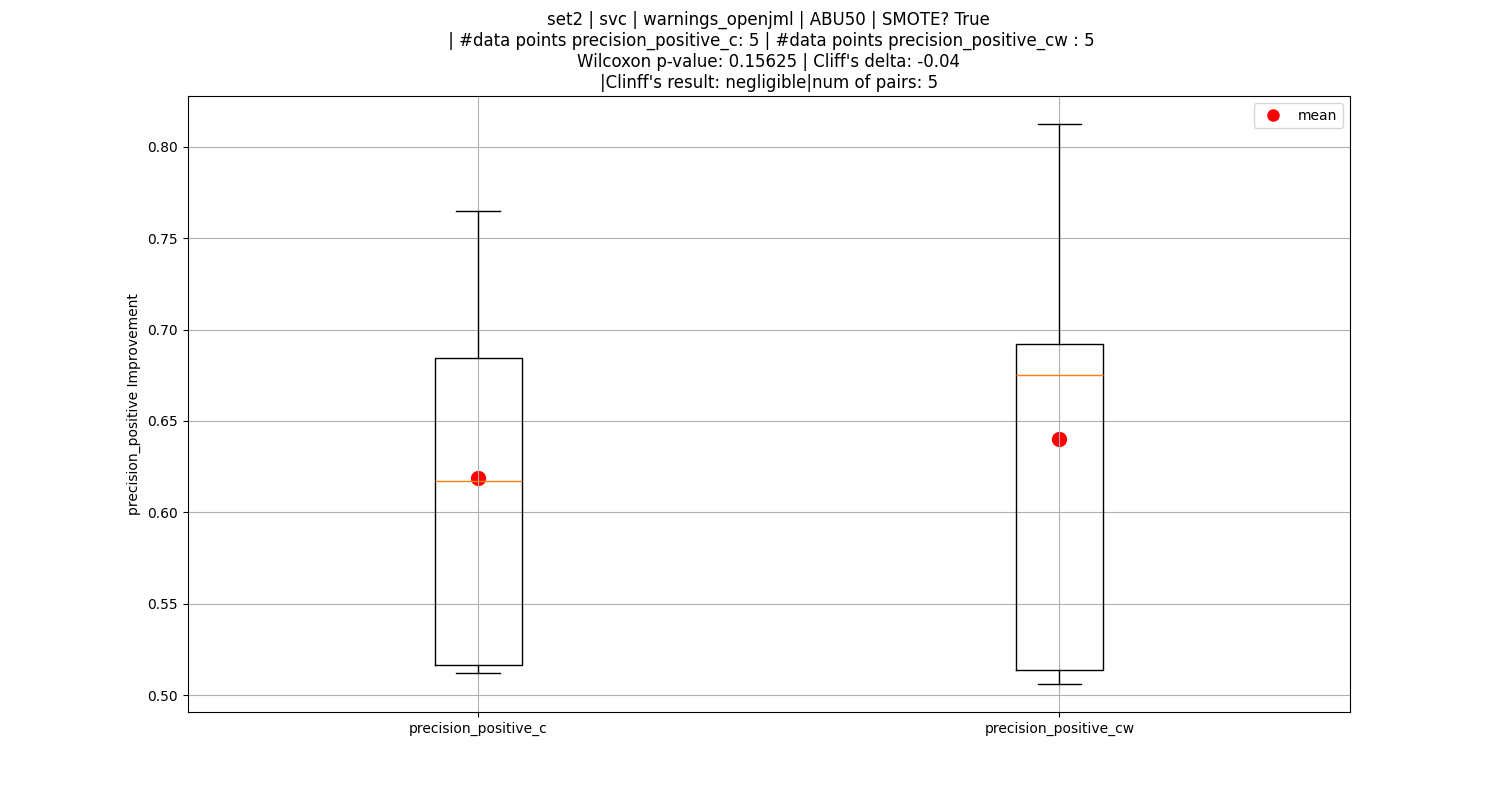 set2 | svc | warnings_openjml | ABU50 | SMOTE? True
| #data points precision_positive_c: 5 | #data points precision_positive_cw : 5
Wilcoxon p-value: 0.15625 | Cliff's delta: -0.04
|Clinff's result: negligible|num of pairs: 5
mean
0.80
0.75
0.70
0.65
0.60
0.55
0.50
precision_positive Improvement
precision_positive_c
precision_positive_cw